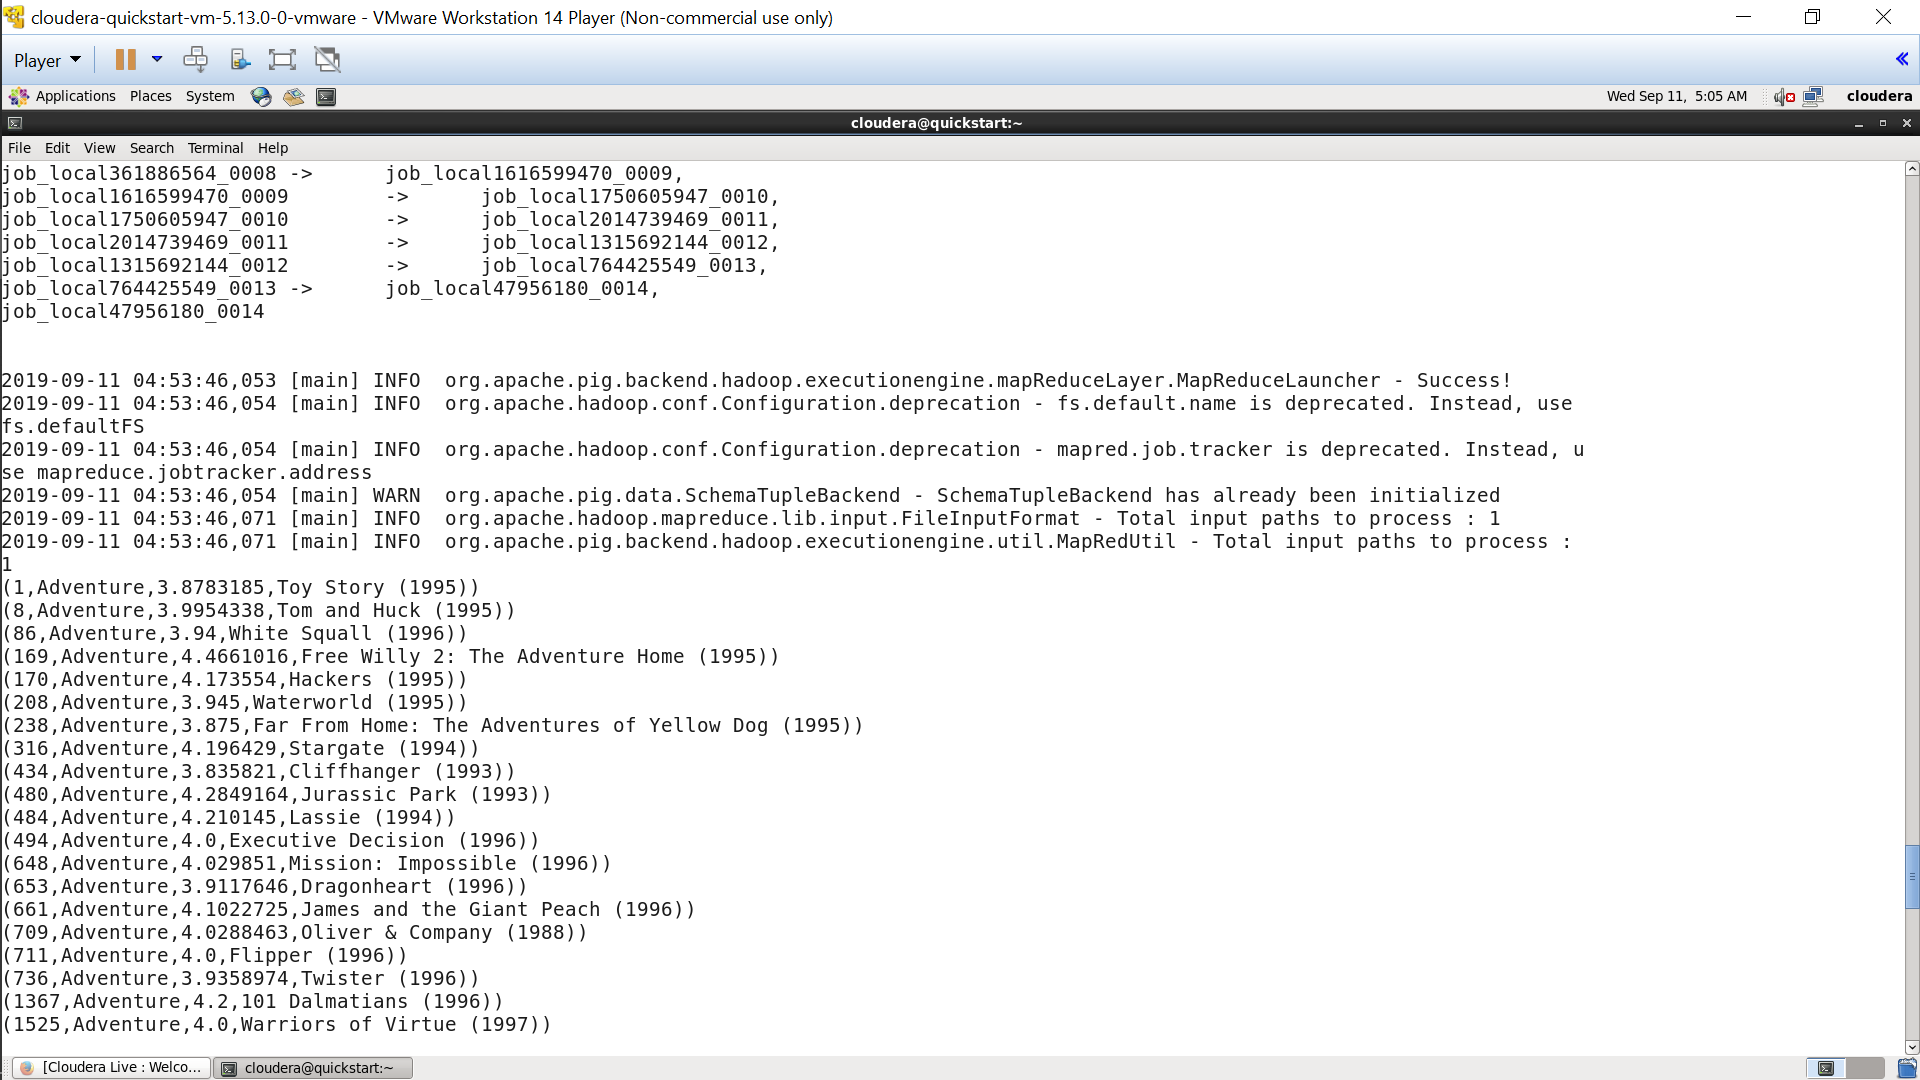 cloudera-quickstart-vm-5.13.0-0-vmware - VMware Workstation 14 Player (Non-commercial use only)
Player
Applications Places System Wed Sep 11, 5:05 AM cloudera
cloudera@quickstart:~
File Edit View Search Terminal Help
job_local361886564_0008 -> job_local1616599470_0009,
job_local1616599470_0009 -> job_local1750605947_0010,
job_local1750605947_0010 -> job_local2014739469_0011,
job_local2014739469_0011 -> job_local1315692144_0012,
job_local1315692144_0012 -> job_local764425549_0013,
job_local764425549_0013 -> job_local47956180_0014,
job_local47956180_0014
2019-09-11 04:53:46,053 [main] INFO  org.apache.pig.backend.hadoop.executionengine.mapReduceLayer.MapReduceLauncher - Success!
2019-09-11 04:53:46,054 [main] INFO  org.apache.hadoop.conf.Configuration.deprecation - fs.default.name is deprecated. Instead, use
fs.defaultFS
2019-09-11 04:53:46,054 [main] INFO  org.apache.hadoop.conf.Configuration.deprecation - mapred.job.tracker is deprecated. Instead, u
se mapreduce.jobtracker.address
2019-09-11 04:53:46,054 [main] WARN  org.apache.pig.data.SchemaTupleBackend - SchemaTupleBackend has already been initialized
2019-09-11 04:53:46,071 [main] INFO  org.apache.hadoop.mapreduce.lib.input.FileInputFormat - Total input paths to process : 1
2019-09-11 04:53:46,071 [main] INFO  org.apache.pig.backend.hadoop.executionengine.util.MapRedUtil - Total input paths to process :
1
(1,Adventure,3.8783185,Toy Story (1995))
(8,Adventure,3.9954338,Tom and Huck (1995))
(86,Adventure,3.94,White Squall (1996))
(169,Adventure,4.4661016,Free Willy 2: The Adventure Home (1995))
(170,Adventure,4.173554,Hackers (1995))
(208,Adventure,3.945,Waterworld (1995))
(238,Adventure,3.875,Far From Home: The Adventures of Yellow Dog (1995))
(316,Adventure,4.196429,Stargate (1994))
(434,Adventure,3.835821,Cliffhanger (1993))
(480,Adventure,4.2849164,Jurassic Park (1993))
(484,Adventure,4.210145,Lassie (1994))
(494,Adventure,4.0,Executive Decision (1996))
(648,Adventure,4.029851,Mission: Impossible (1996))
(653,Adventure,3.9117646,Dragonheart (1996))
(661,Adventure,4.1022725,James and the Giant Peach (1996))
(709,Adventure,4.0288463,Oliver & Company (1988))
(711,Adventure,4.0,Flipper (1996))
(736,Adventure,3.9358974,Twister (1996))
(1367,Adventure,4.2,101 Dalmatians (1996))
(1525,Adventure,4.0,Warriors of Virtue (1997))
[Cloudera Live : Welco... cloudera@quickstart:~